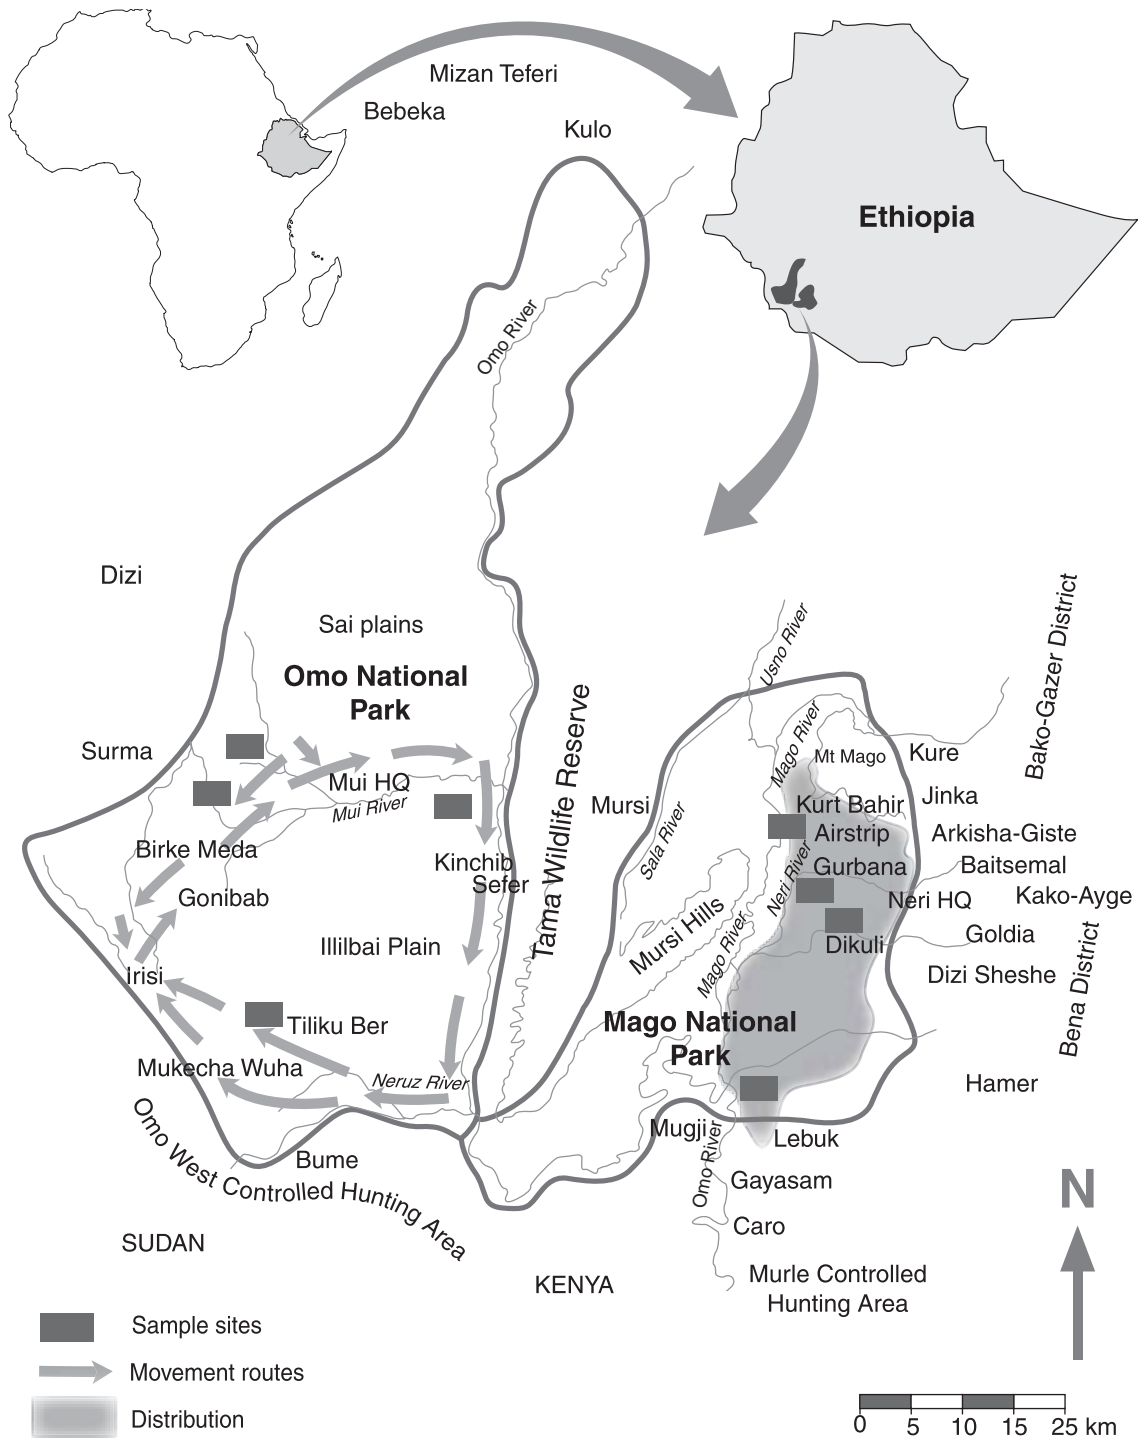 Mizan Teferi
Bebeka
Kulo
Ethiopia
Omo River
Dizi
Sai plains
Omo National
Park
Surma
Mui HQ
Mui River
Birke Meda
Gonibab
Kinchib
Sefer
Illilbai Plain
Irisi
Tiliku Ber
Mukecha Wuha
Neruz River
Bume
Omo West Controlled Hunting Area
Tama Wildlife Reserve
Usno River
Bako-Gazer District
Mago River
Mt Mago
Kure
Mursi
Sala River
Kurt Bahir
Jinka
Airstrip
Arkisha-Giste
Gurbana
Baitsemal
Neri River
Neri HQ
Kako-Ayge
Mursi Hills
Mago River
Dikuli
Goldia
Dizi Sheshe
Bena District
Mago National
Park
Hamer
Mugji
Omo River
Lebuk
Gayasam
Caro
Murle Controlled
Hunting Area
SUDAN
KENYA
N
Sample sites
Movement routes
Distribution
0 5 10 15 25 km